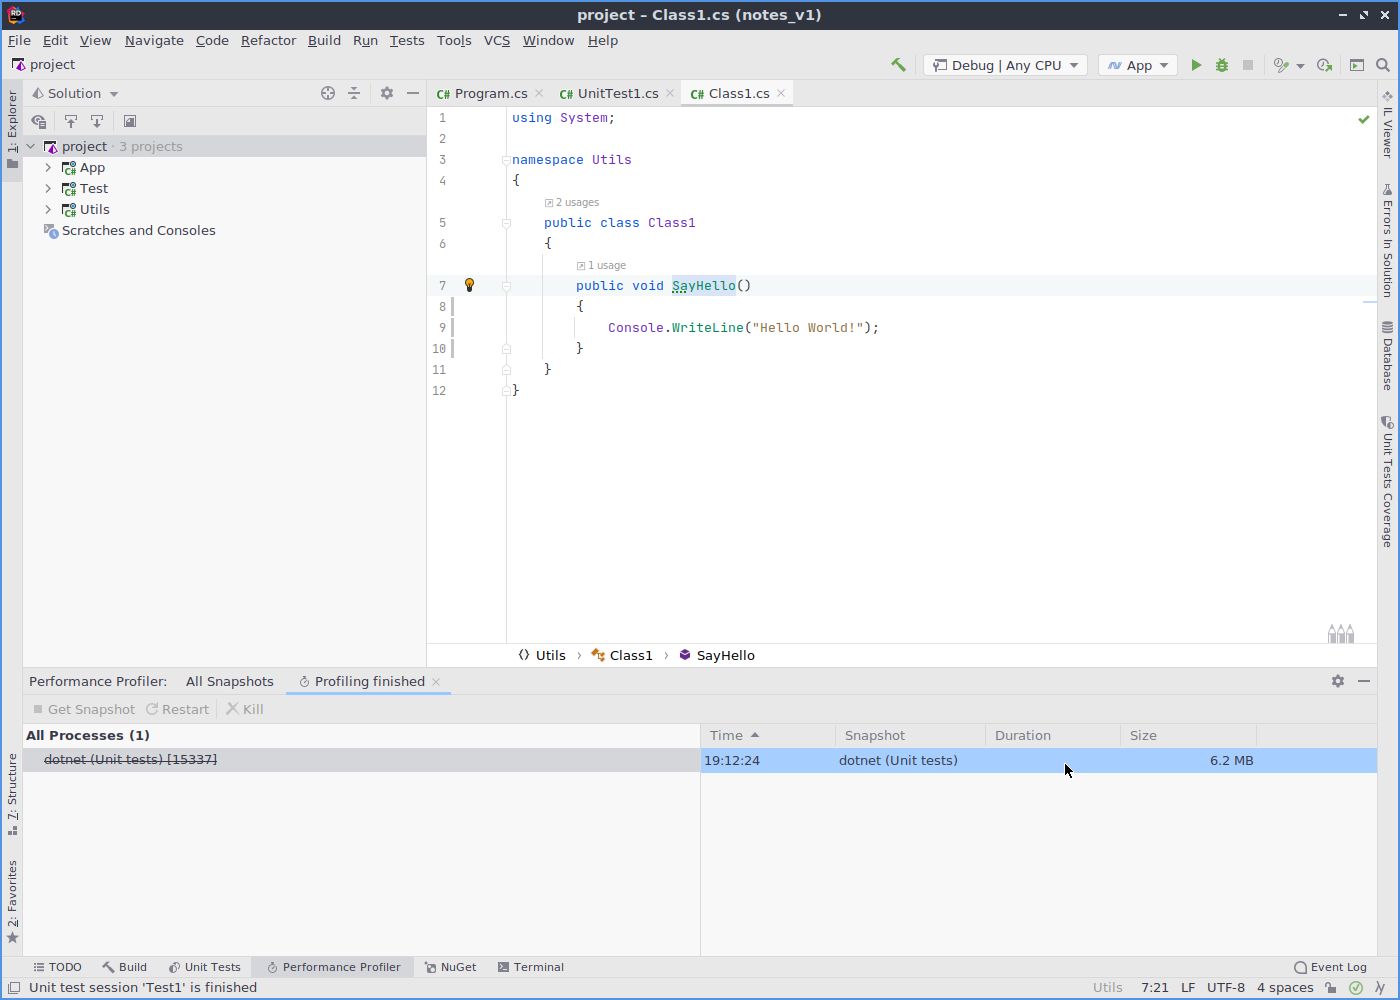 project – Class1.cs (notes_v1)
File Edit View Navigate Code Refactor Build Run Tests Tools VCS Window Help
project
Debug | Any CPU
App
1: Explorer
Solution
project · 3 projects
App
Test
Utils
Scratches and Consoles
Program.cs
UnitTest1.cs
Class1.cs
1 using System;
2
3 namespace Utils
4 {
2 usages
5 public class Class1
6 {
1 usage
7 public void SayHello()
8 {
9 Console.WriteLine("Hello World!");
10 }
11 }
12 }
IL Viewer
Errors In Solution
Database
Unit Tests Coverage
Utils › Class1 › SayHello
Performance Profiler: All Snapshots Profiling finished
Get Snapshot Restart Kill
All Processes (1)
dotnet (Unit tests) [15337]
Time Snapshot Duration Size
19:12:24 dotnet (Unit tests) 6.2 MB
7: Structure
2: Favorites
TODO Build Unit Tests Performance Profiler NuGet Terminal Event Log
Unit test session 'Test1' is finished
Utils 7:21 LF UTF-8 4 spaces